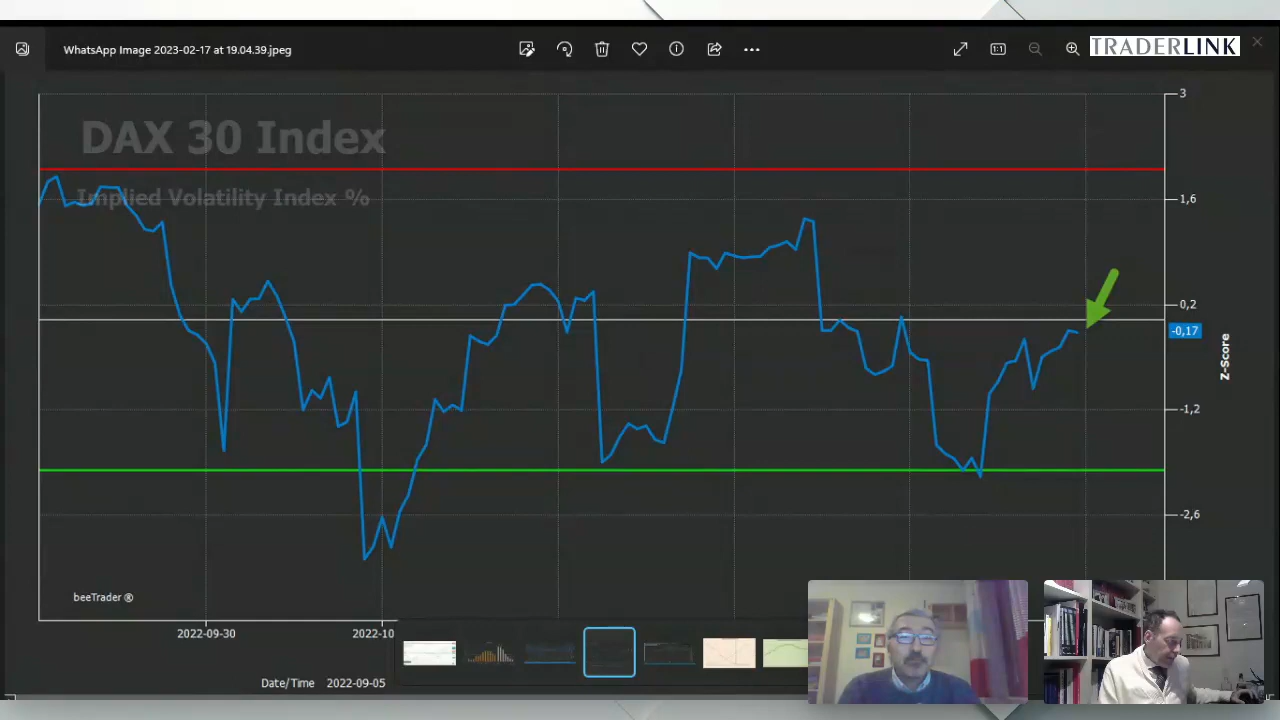 WhatsApp Image 2023-02-17 at 19.04.39.jpeg
1:1
TRADERLINK
DAX 30 Index
Implied Volatility Index %
3
1,6
0,2
-0,17
Z-Score
-1,2
-2,6
beeTrader ®
2022-09-30
2022-10
Date/Time 2022-09-05